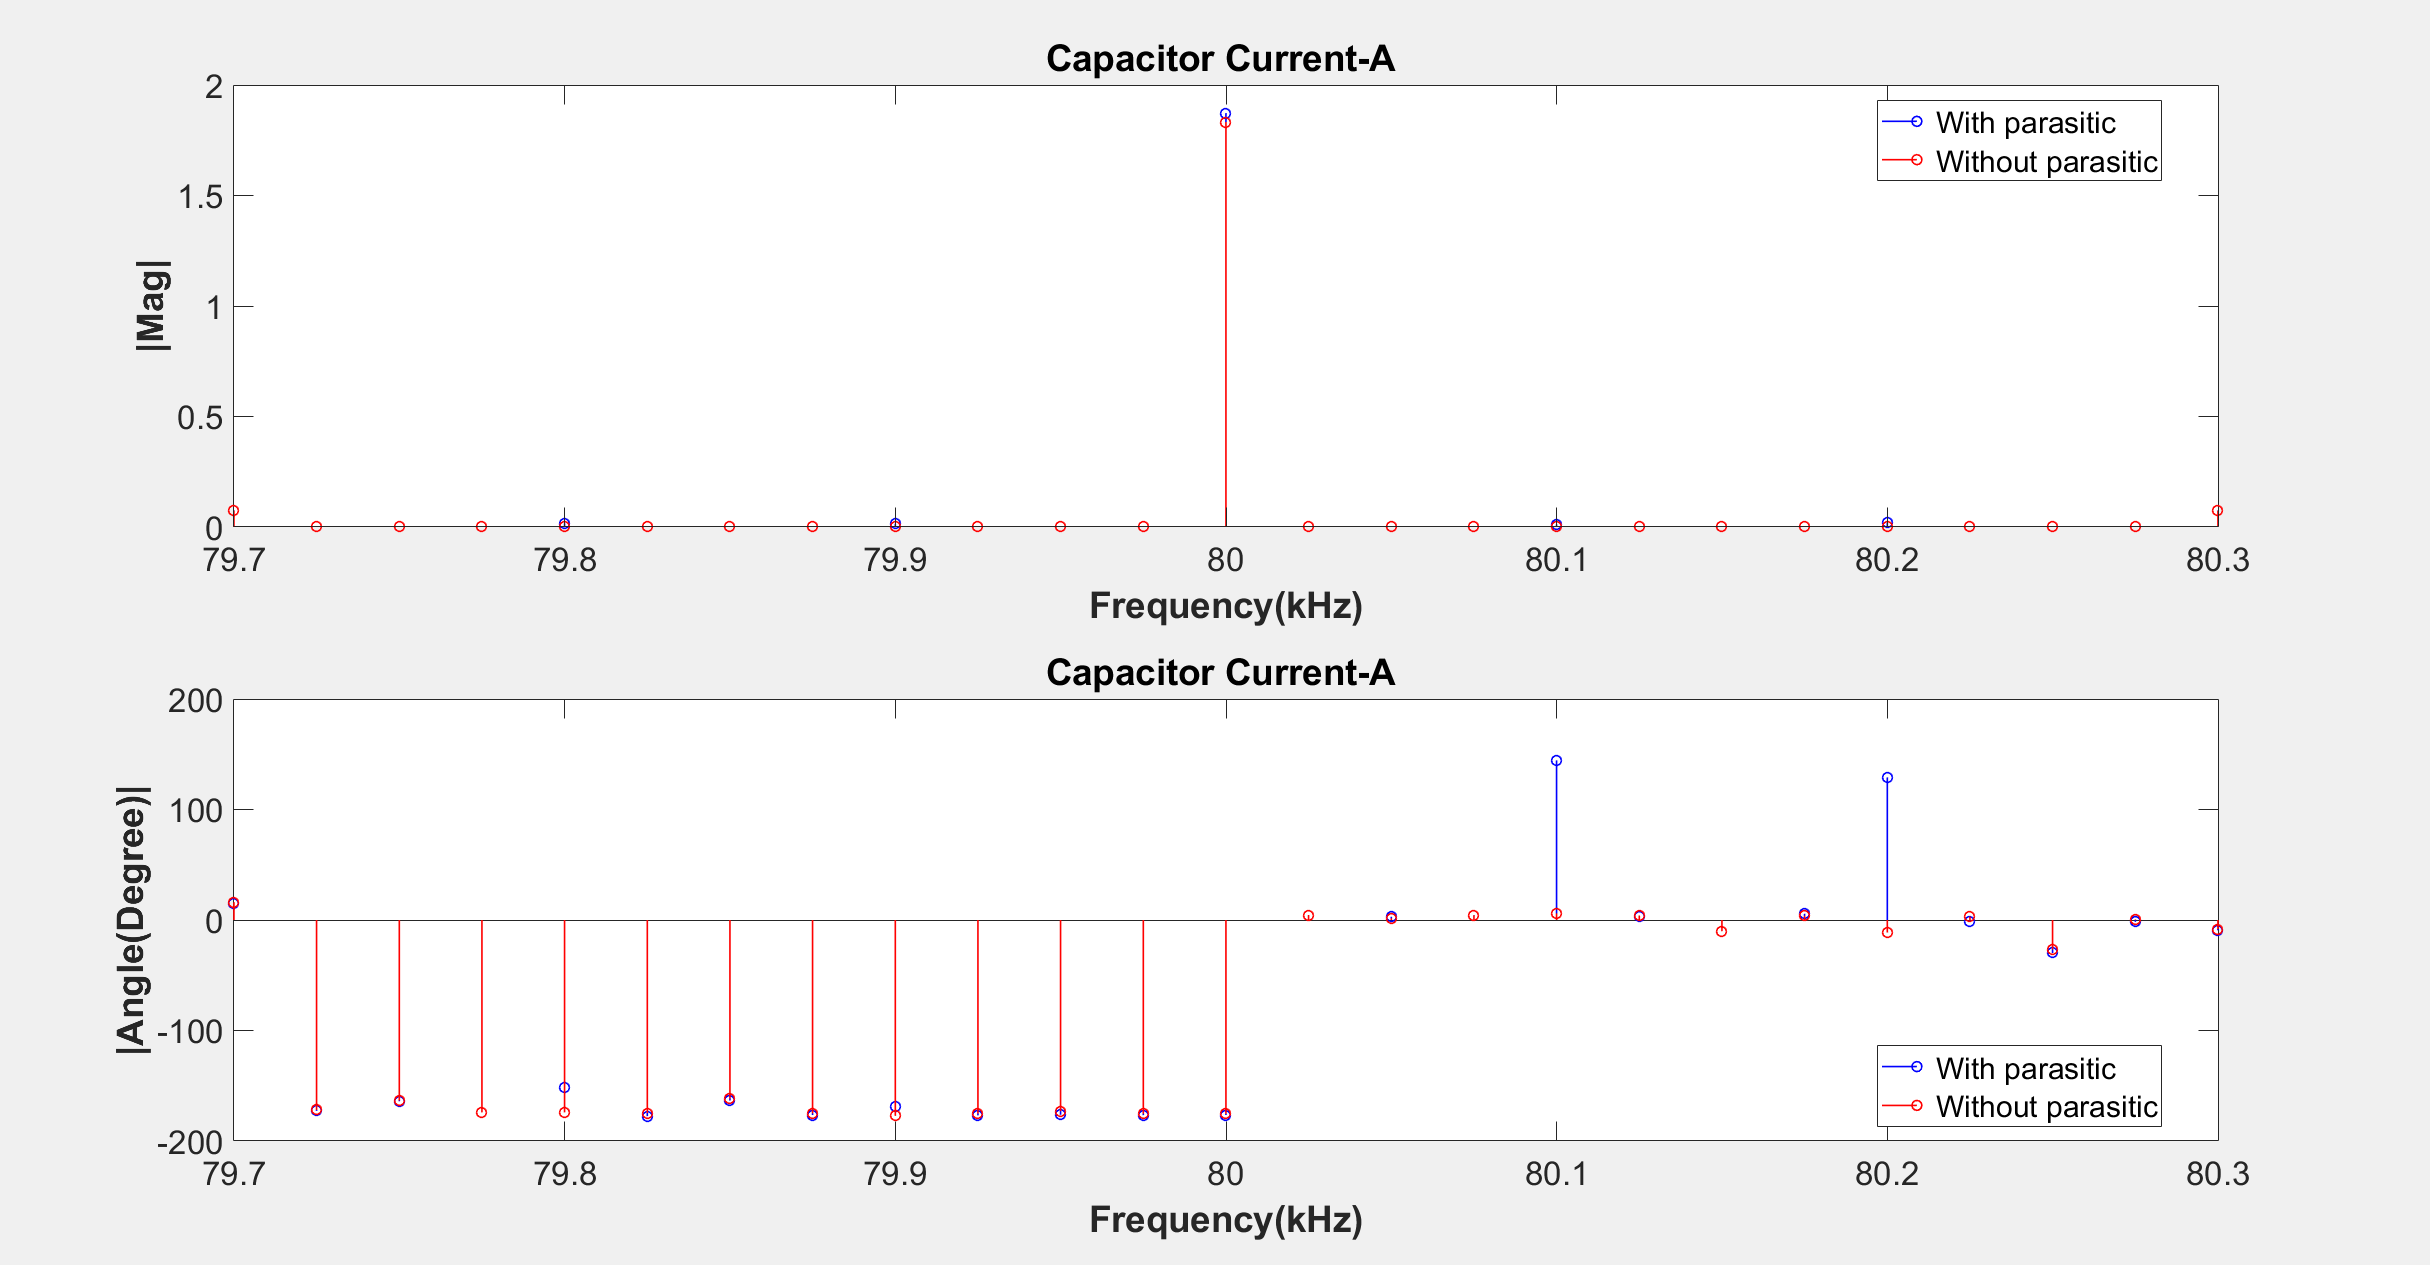 Capacitor Current-A
2
1.5
1
0.5
0
|Mag|
With parasitic
Without parasitic
79.7 79.8 79.9 80 80.1 80.2 80.3
Frequency(kHz)
Capacitor Current-A
200
100
0
-100
-200
|Angle(Degree)|
With parasitic
Without parasitic
79.7 79.8 79.9 80 80.1 80.2 80.3
Frequency(kHz)